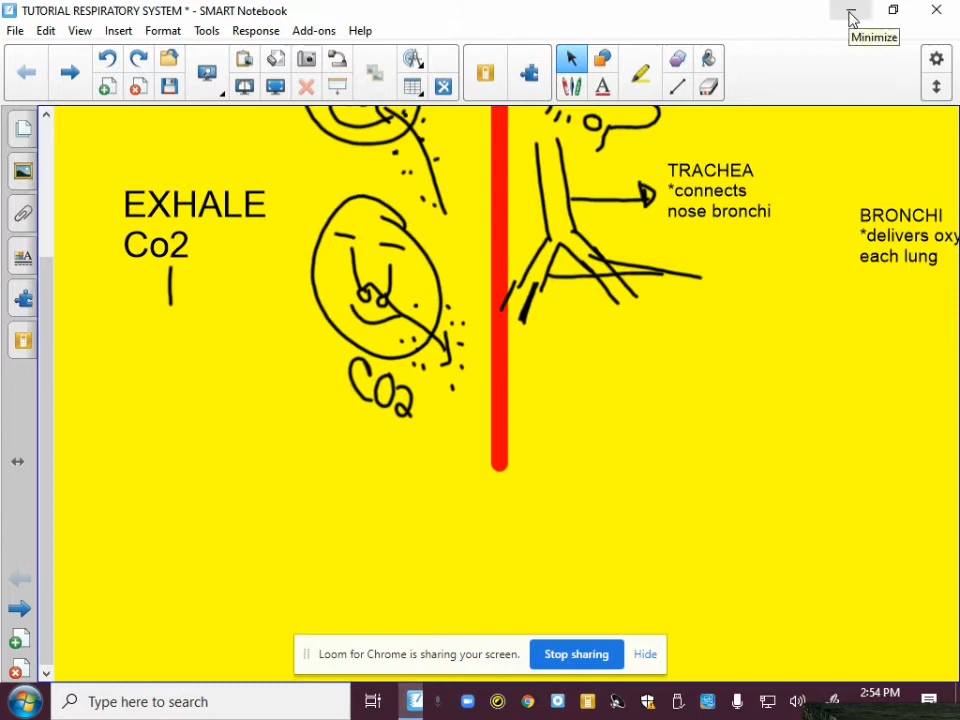 TUTORIAL RESPIRATORY SYSTEM * - SMART Notebook
File Edit View Insert Format Tools Response Add-ons Help
Minimize
TRACHEA
*connects
nose bronchi
BRONCHI
*delivers oxy
each lung
EXHALE
Co2
CO2
Loom for Chrome is sharing your screen. Stop sharing Hide
Type here to search
2:54 PM